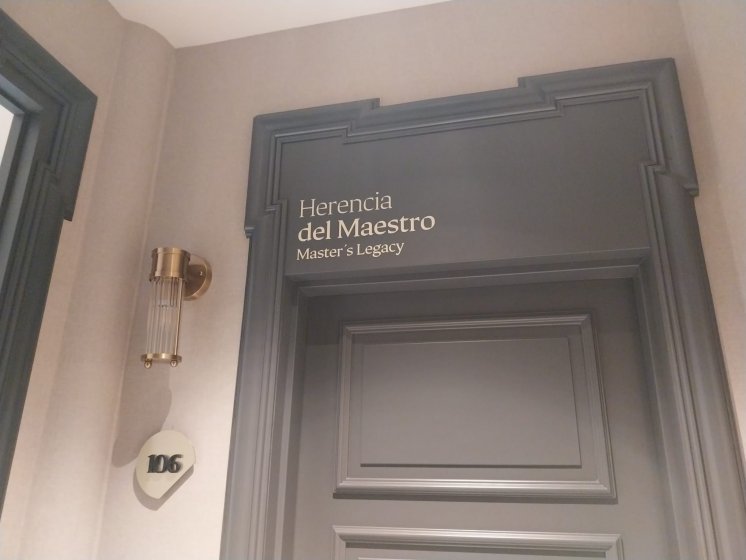 Herencia
del Maestro
Master´s Legacy
106